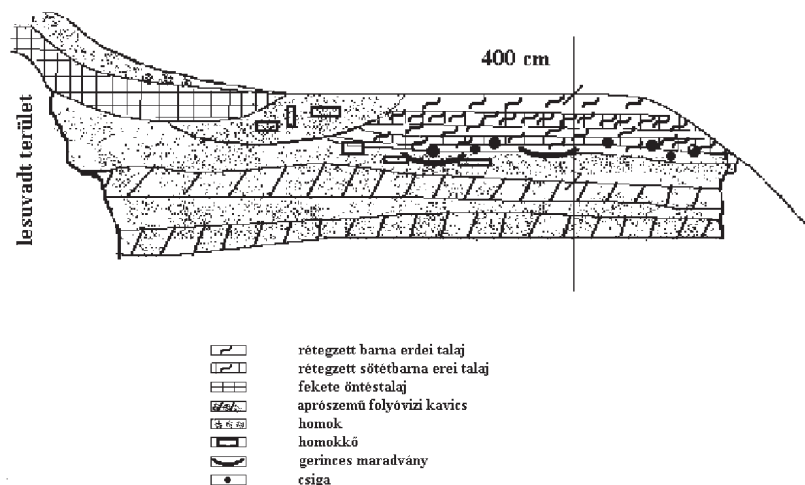 400 cm
lesuvadt terület
rétegzett barna erdei talaj
rétegzett sötétbarna erei talaj
fekete öntéstalaj
aprószemű folyóvizi kavics
homok
homokkő
gerinces maradvány
csiga